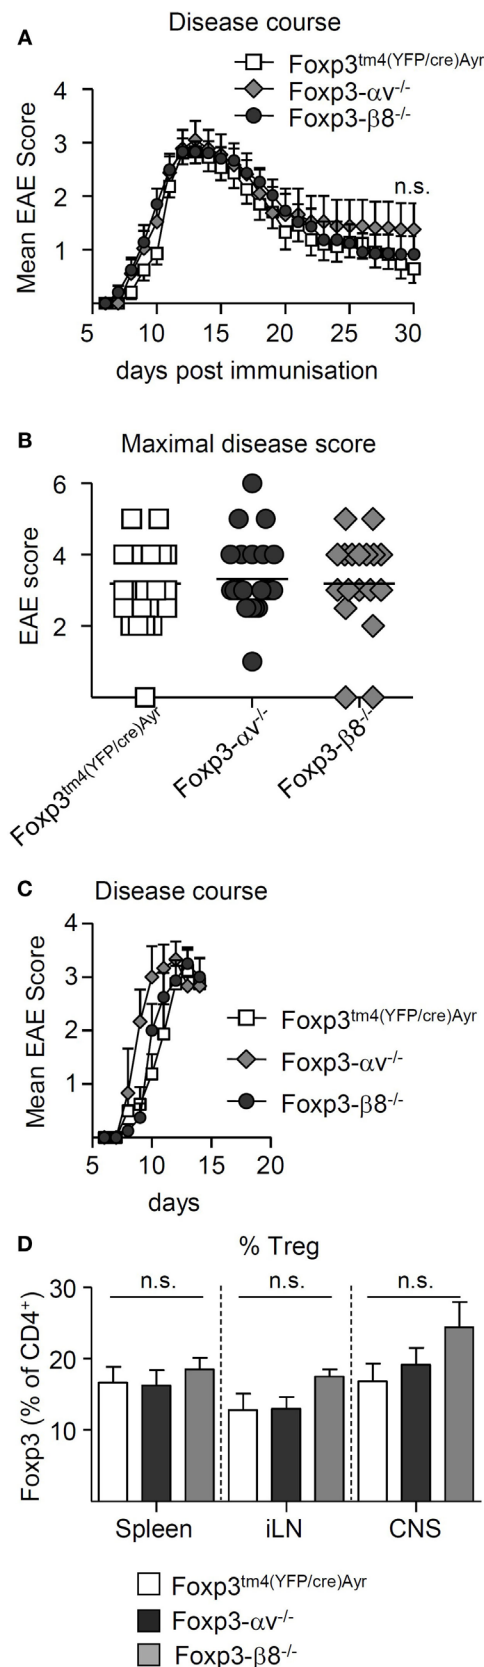 A
Disease course
Foxp3tm4(YFP/cre)Ayr
Foxp3-αv-/-
Foxp3-β8-/-
4
3
2
1
Mean EAE Score
n.s.
5 10 15 20 25 30
days post immunisation
B
Maximal disease score
6
4
2
EAE score
Foxp3tm4(YFP/cre)Ayr
Foxp3-αv-/-
Foxp3-β8-/-
C
Disease course
4
3
2
1
Mean EAE Score
Foxp3tm4(YFP/cre)Ayr
Foxp3-αv-/-
Foxp3-β8-/-
5 10 15 20
days
D
% Treg
30
20
10
Foxp3 (% of CD4+)
n.s. n.s. n.s.
Spleen iLN CNS
Foxp3tm4(YFP/cre)Ayr
Foxp3-αv-/-
Foxp3-β8-/-